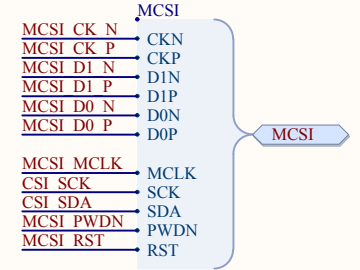 MCSI
MCSI_CK_N CKN
MCSI_CK_P CKP
MCSI_D1_N D1N
MCSI_D1_P D1P
MCSI_D0_N D0N
MCSI_D0_P D0P
MCSI
MCSI_MCLK MCLK
CSI_SCK SCK
CSI_SDA SDA
MCSI_PWDN PWDN
MCSI_RST RST